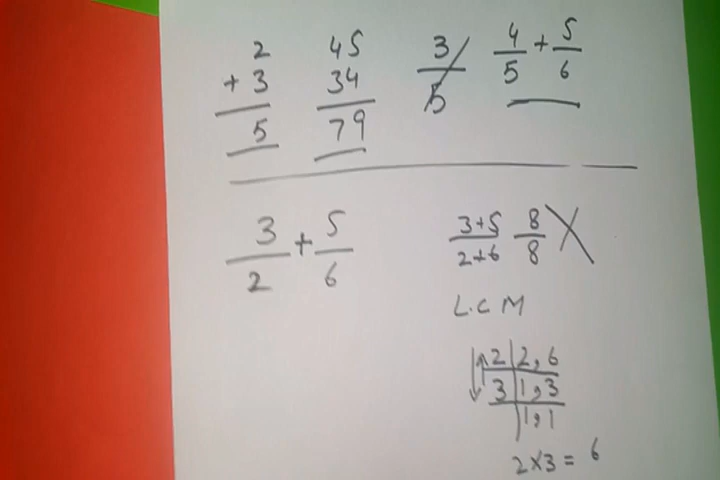 2
+ 3
5
45
34
79
3/5
4/5 + 5/6
3/2 + 5/6
3+5/2+6 8/8 X
L.C M
2 | 2, 6
3 | 1, 3
| 1, 1
2 x 3 = 6